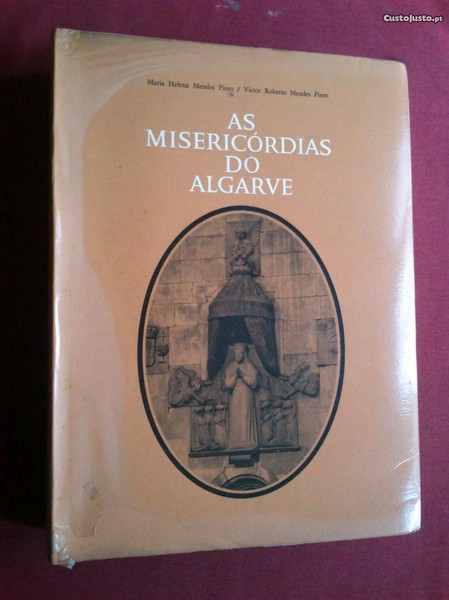 CustoJusto.pt
Maria Helena Mendes Pinto / Victor Roberto Mendes Pinto
AS
MISERICÓRDIAS
DO
ALGARVE